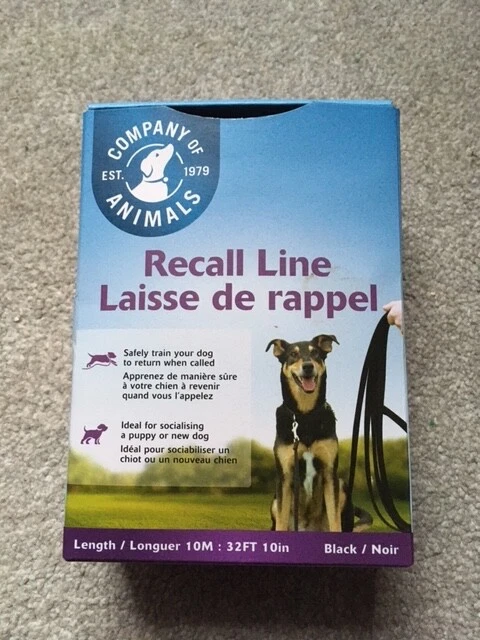 COMPANY OF
EST. 1979
ANIMALS
Recall Line
Laisse de rappel
Safely train your dog
to return when called
Apprenez de manière sûre
à votre chien à revenir
quand vous l'appelez
Ideal for socialising
a puppy or new dog
Idéal pour sociabiliser un
chiot ou un nouveau chien
Length / Longuer 10M : 32FT 10in
Black / Noir